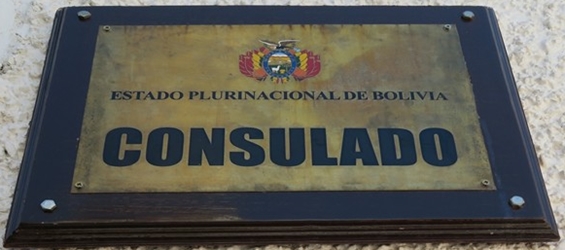 ESTADO PLURINACIONAL DE BOLIVIA
CONSULADO